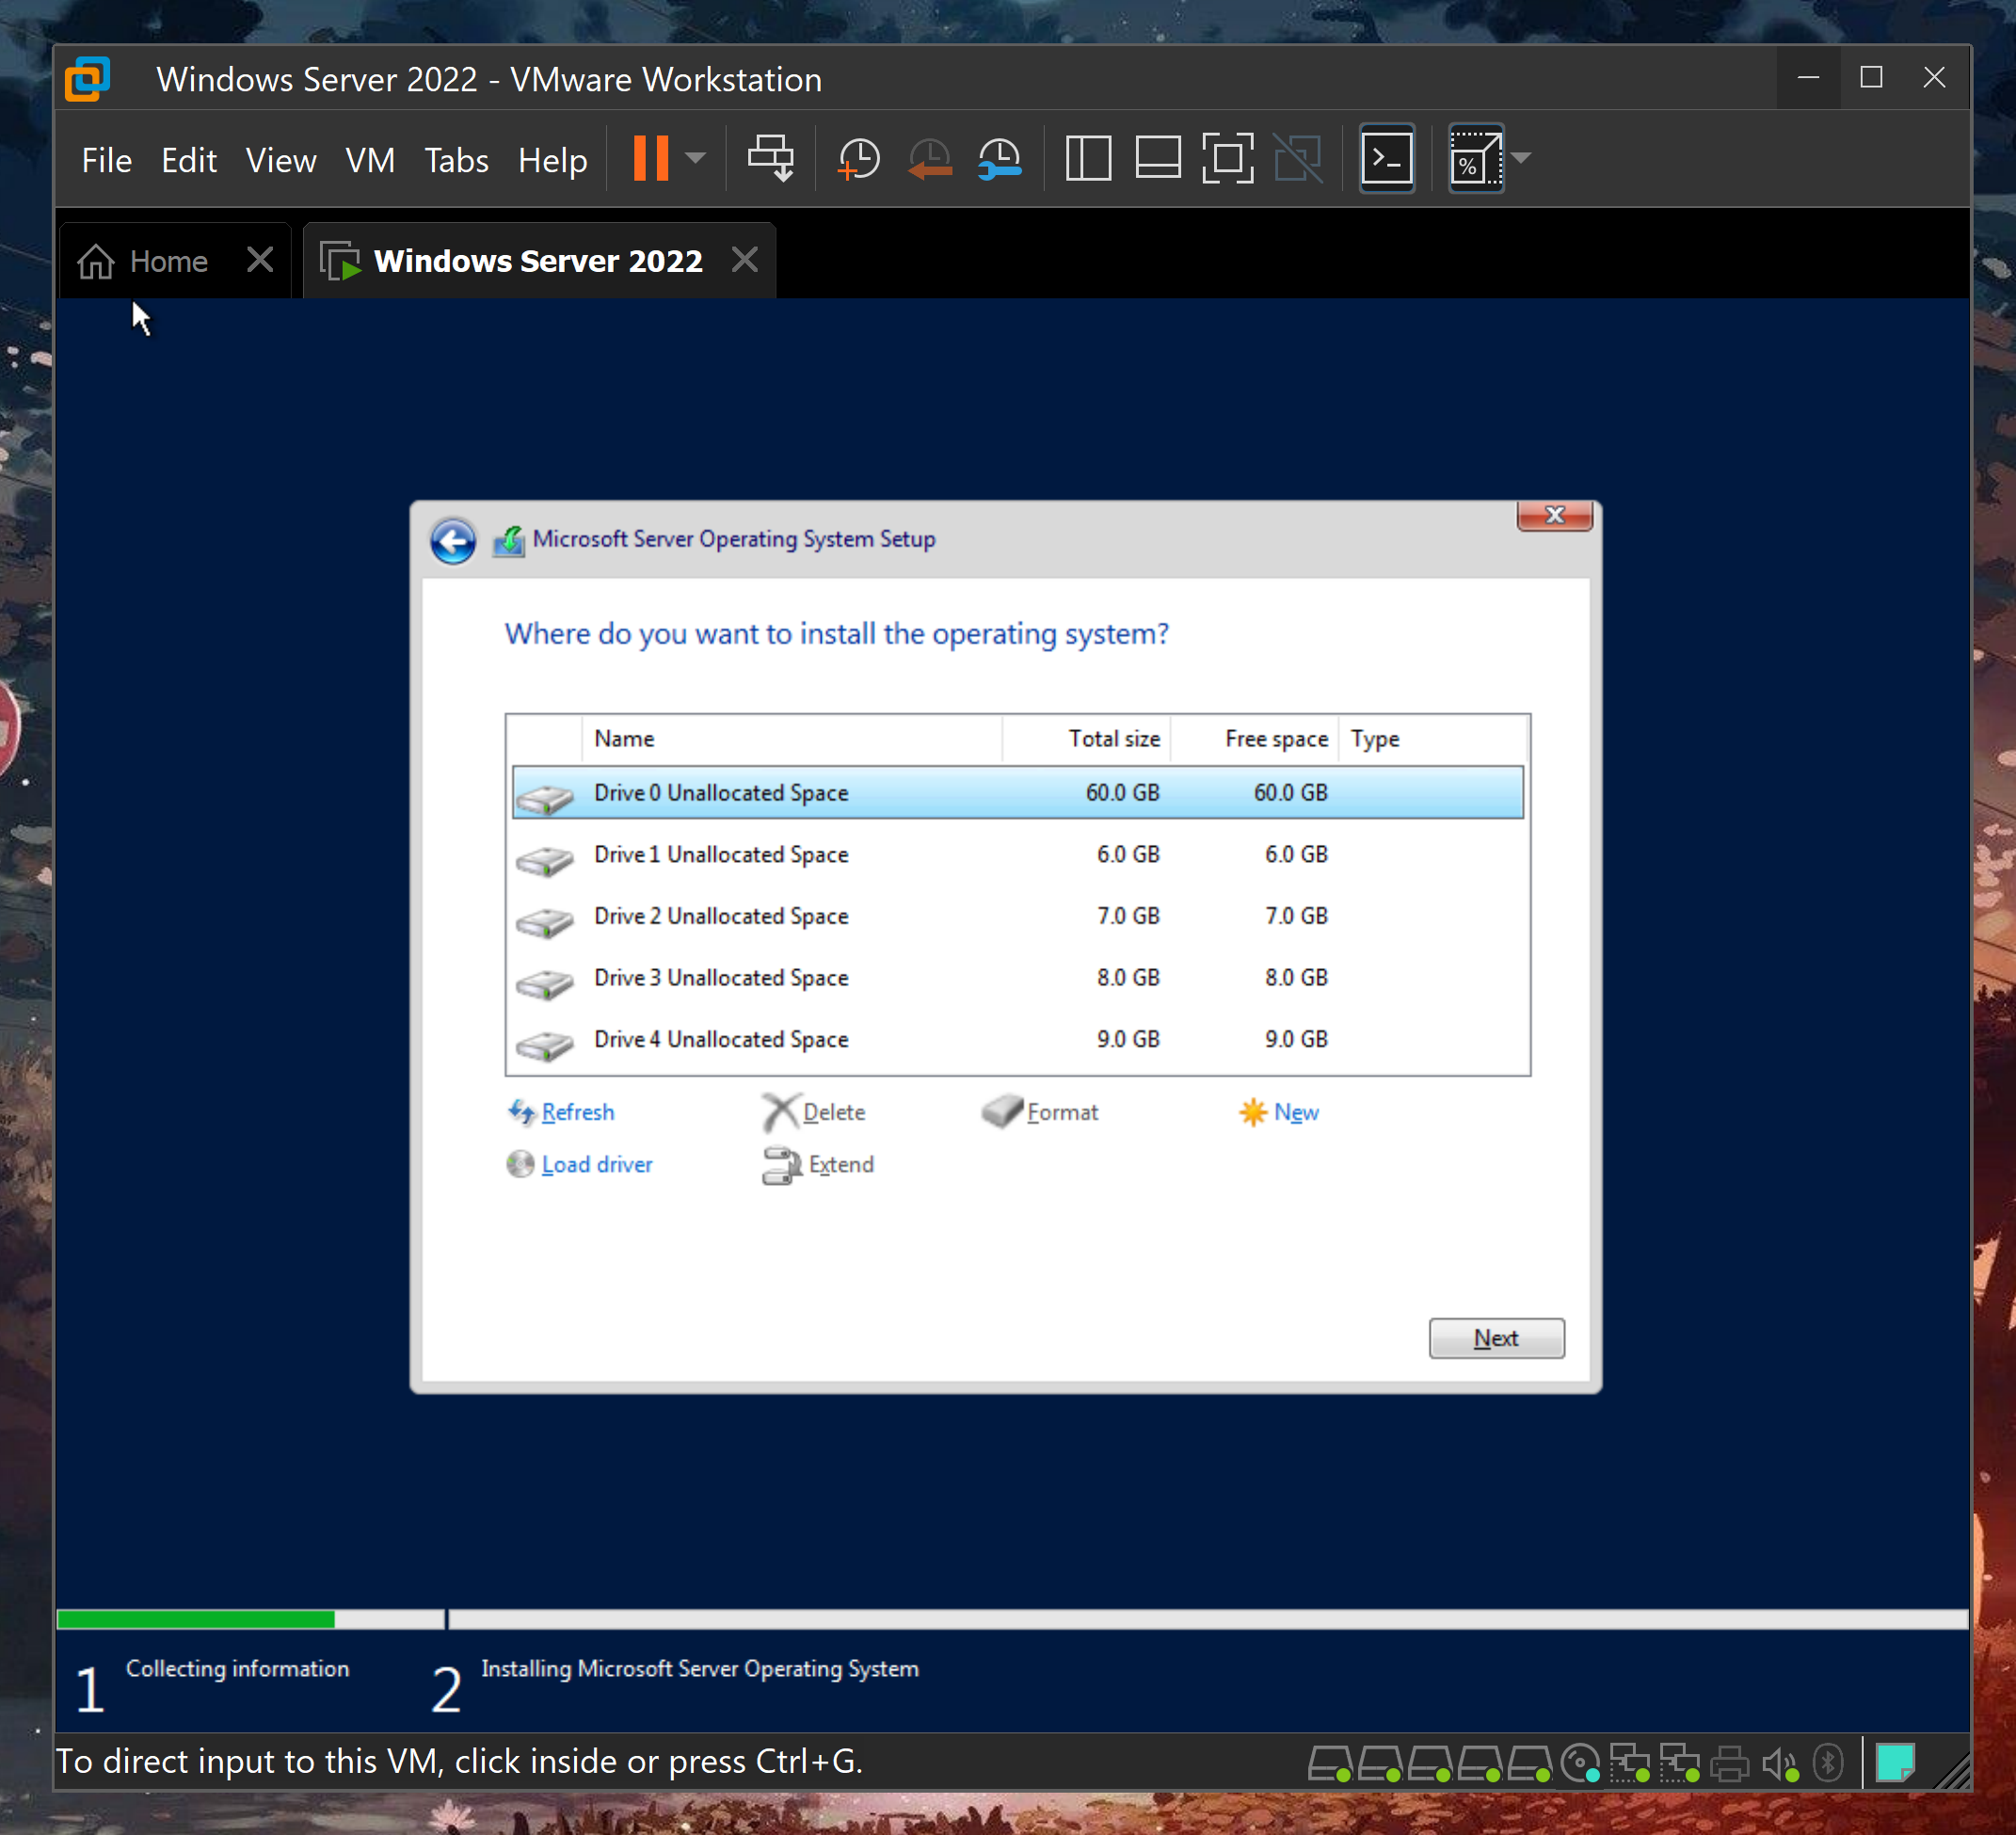 Windows Server 2022 - VMware Workstation
File Edit View VM Tabs Help
Home Windows Server 2022
Microsoft Server Operating System Setup
Where do you want to install the operating system?
Name Total size Free space Type
Drive 0 Unallocated Space 60.0 GB 60.0 GB
Drive 1 Unallocated Space 6.0 GB 6.0 GB
Drive 2 Unallocated Space 7.0 GB 7.0 GB
Drive 3 Unallocated Space 8.0 GB 8.0 GB
Drive 4 Unallocated Space 9.0 GB 9.0 GB
Refresh Delete Format New
Load driver Extend
Next
1 Collecting information 2 Installing Microsoft Server Operating System
To direct input to this VM, click inside or press Ctrl+G.